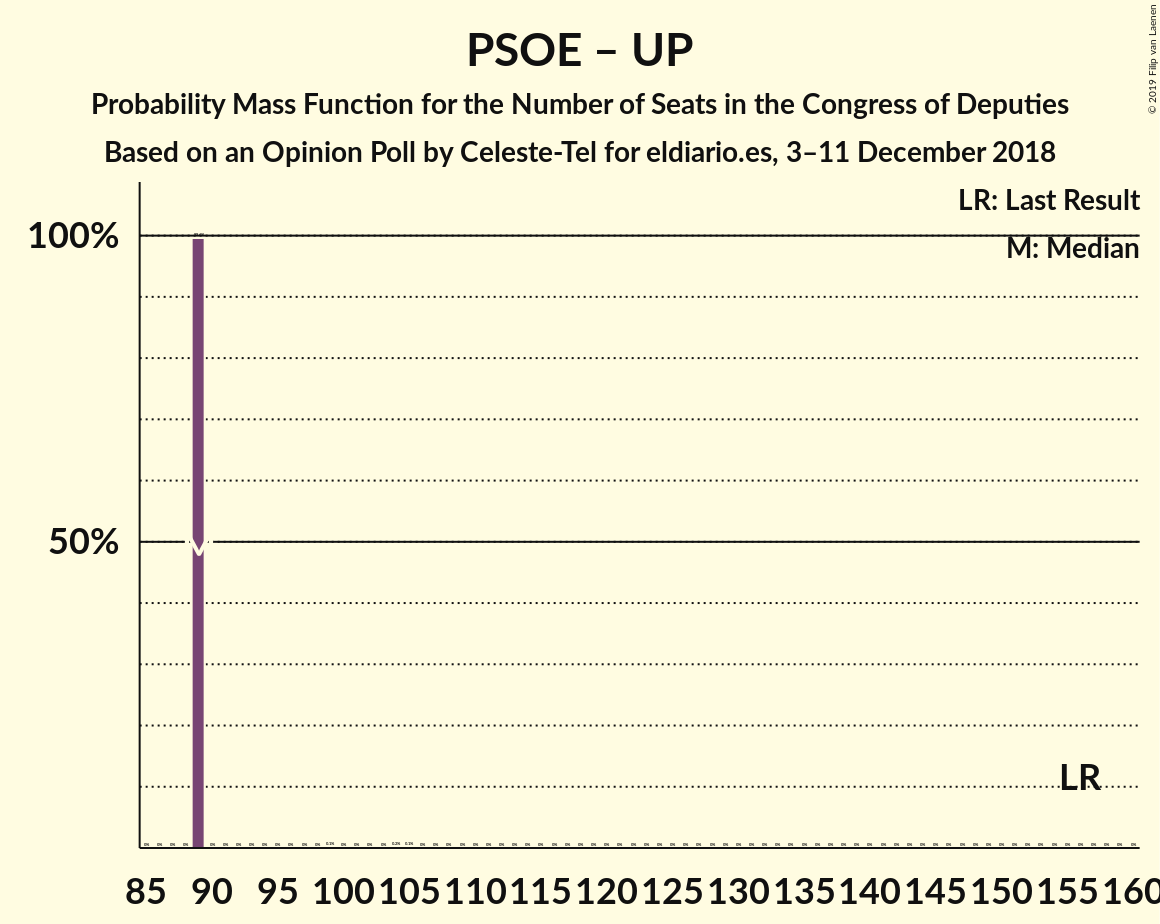 PSOE – UP
Probability Mass Function for the Number of Seats in the Congress of Deputies
Based on an Opinion Poll by Celeste-Tel for eldiario.es, 3–11 December 2018
© 2019 Filip van Laenen
LR: Last Result
M: Median
100%
50%
M
LR
85 90 95 100 105 110 115 120 125 130 135 140 145 150 155 160